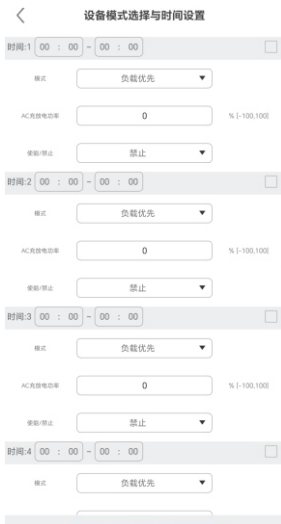 设备模式选择与时间设置
时间:1 00 : 00 - 00 : 00
模式 负载优先
AC充放电功率 0 % [-100,100]
使能/禁止 禁止
时间:2 00 : 00 - 00 : 00
模式 负载优先
AC充放电功率 0 % [-100,100]
使能/禁止 禁止
时间:3 00 : 00 - 00 : 00
模式 负载优先
AC充放电功率 0 % [-100,100]
使能/禁止 禁止
时间:4 00 : 00 - 00 : 00
模式 负载优先